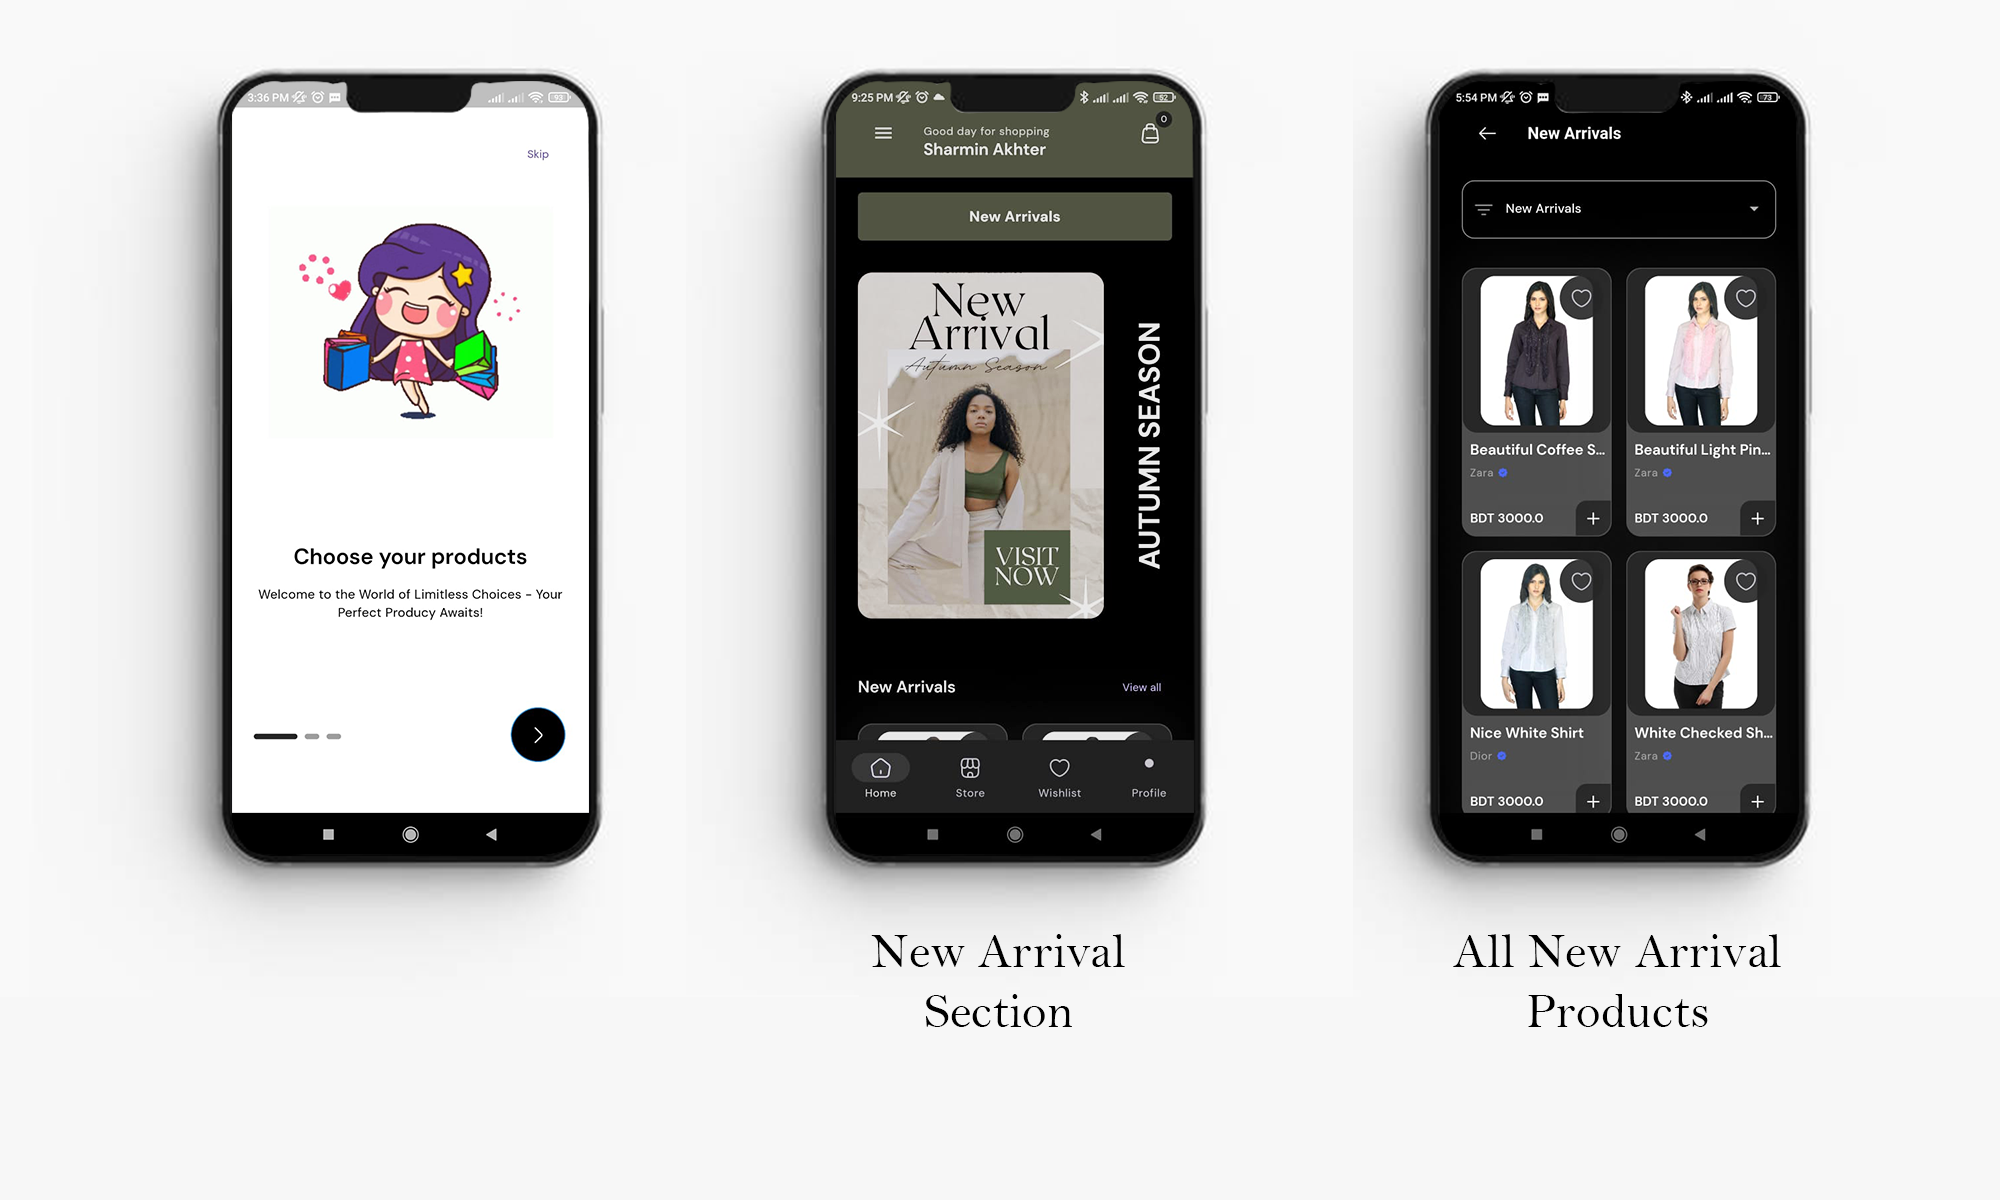 3:36 PM
93
Skip
Choose your products
Welcome to the World of Limitless Choices - Your
Perfect Producy Awaits!
9:25 PM
52
Good day for shopping
Sharmin Akhter
0
New Arrivals
New
Arrival
Autumn Season
VISIT
NOW
AUTUMN SEASON
New Arrivals
View all
Home
Store
Wishlist
Profile
New Arrival
Section
5:54 PM
73
New Arrivals
New Arrivals
Beautiful Coffee S...
Zara
BDT 3000.0
Beautiful Light Pin...
Zara
BDT 3000.0
Nice White Shirt
Dior
BDT 3000.0
White Checked Sh...
Zara
BDT 3000.0
All New Arrival
Products